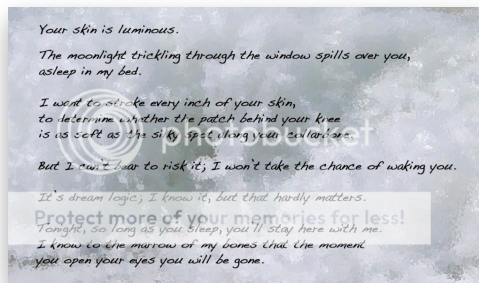 Your skin is luminous.
The moonlight trickling through the window spills over you,
asleep in my bed.
I want to stroke every inch of your skin,
to determine whether the patch behind your knee
is as soft as the silky spot along your collarbone.
photobucket
But I can't bear to risk it; I won't take the chance of waking you.
It's dream logic; I know it, but that hardly matters.
Protect more of your memories for less!
Tonight, so long as you sleep, you'll stay here with me.
I know to the marrow of my bones that the moment
you open your eyes you will be gone.